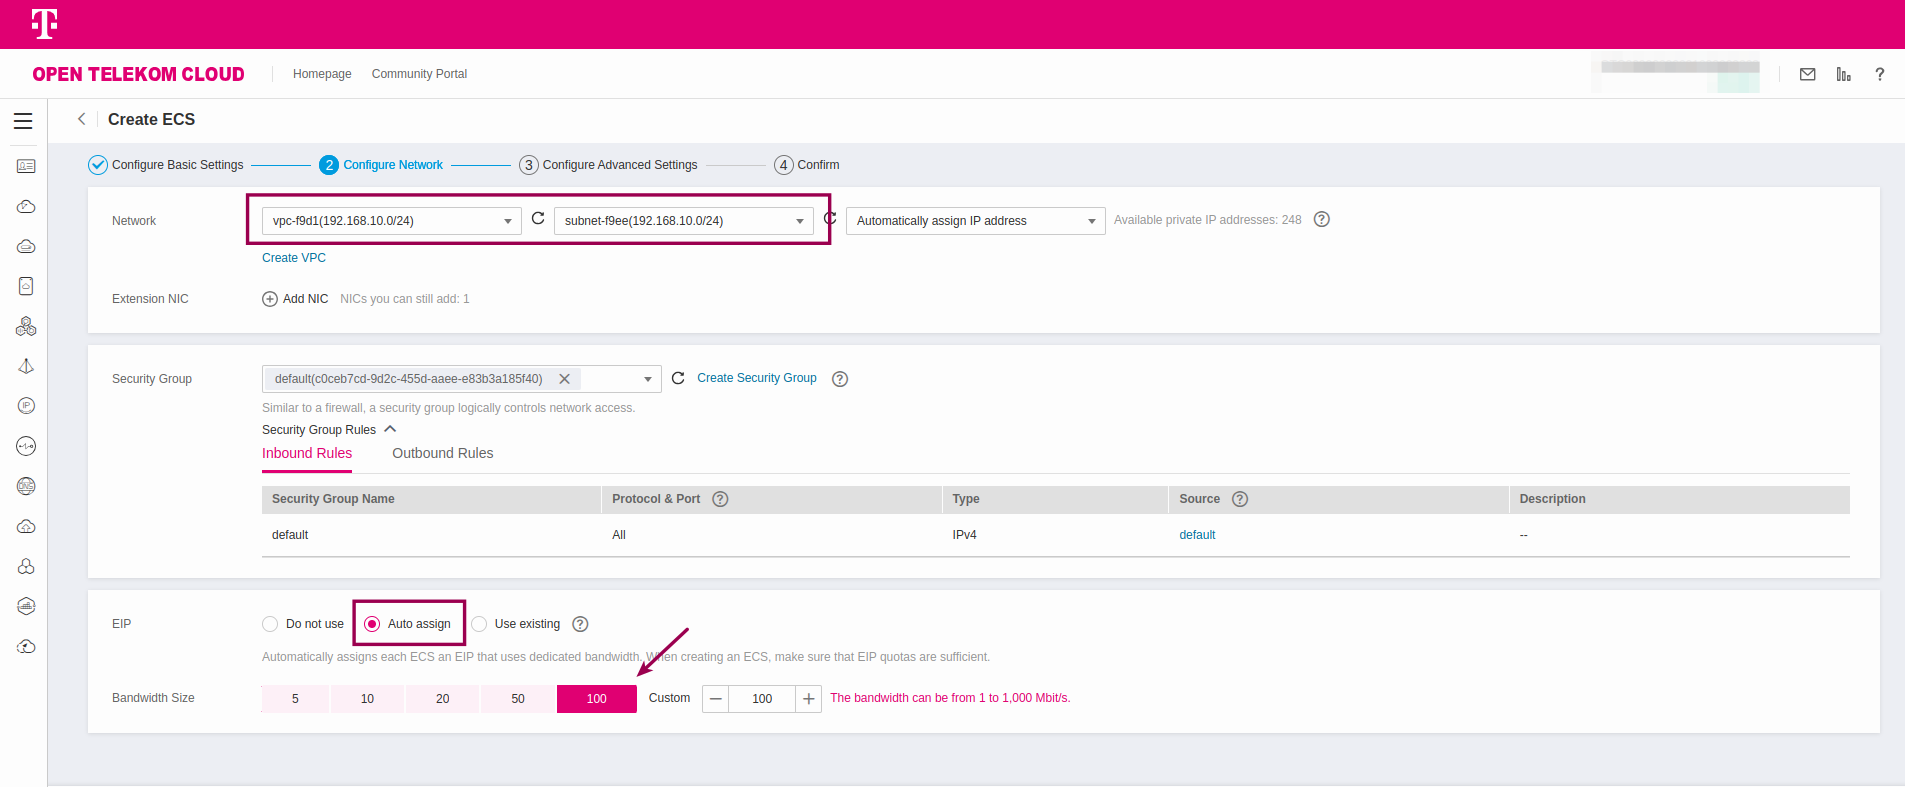 T
OPEN TELEKOM CLOUD Homepage Community Portal ?
Create ECS
Configure Basic Settings 2 Configure Network 3 Configure Advanced Settings 4 Confirm
Network vpc-f9d1(192.168.10.0/24) subnet-f9ee(192.168.10.0/24) Automatically assign IP address Available private IP addresses: 248 ?
Create VPC
Extension NIC Add NIC NICs you can still add: 1
Security Group default(c0ceb7cd-9d2c-455d-aaee-e83b3a185f40) Create Security Group ?
Similar to a firewall, a security group logically controls network access.
Security Group Rules
IP
Inbound Rules Outbound Rules
DNS
Security Group Name Protocol & Port ? Type Source ? Description
default All IPv4 default --
EIP Do not use Auto assign Use existing ?
Automatically assigns each ECS an EIP that uses dedicated bandwidth. When creating an ECS, make sure that EIP quotas are sufficient.
Bandwidth Size 5 10 20 50 100 Custom − 100 + The bandwidth can be from 1 to 1,000 Mbit/s.